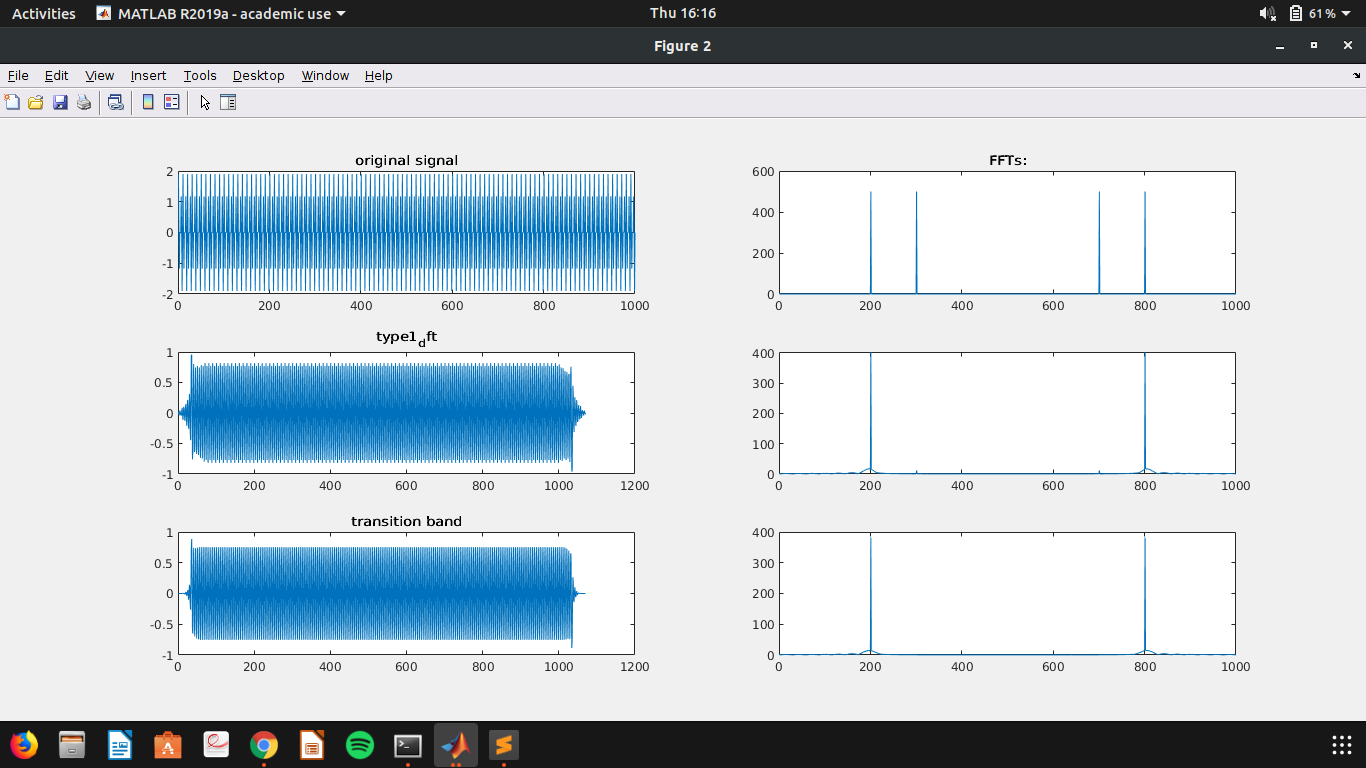 Activities MATLAB R2019a - academic use Thu 16:16 61%
Figure 2
File Edit View Insert Tools Desktop Window Help
original signal
2
1
0
-1
-2
0 200 400 600 800 1000
FFTs:
600
400
200
0
0 200 400 600 800 1000
type1dft
1
0.5
0
-0.5
-1
0 200 400 600 800 1000 1200
400
300
200
100
0
0 200 400 600 800 1000
transition band
1
0.5
0
-0.5
-1
0 200 400 600 800 1000 1200
400
300
200
100
0
0 200 400 600 800 1000